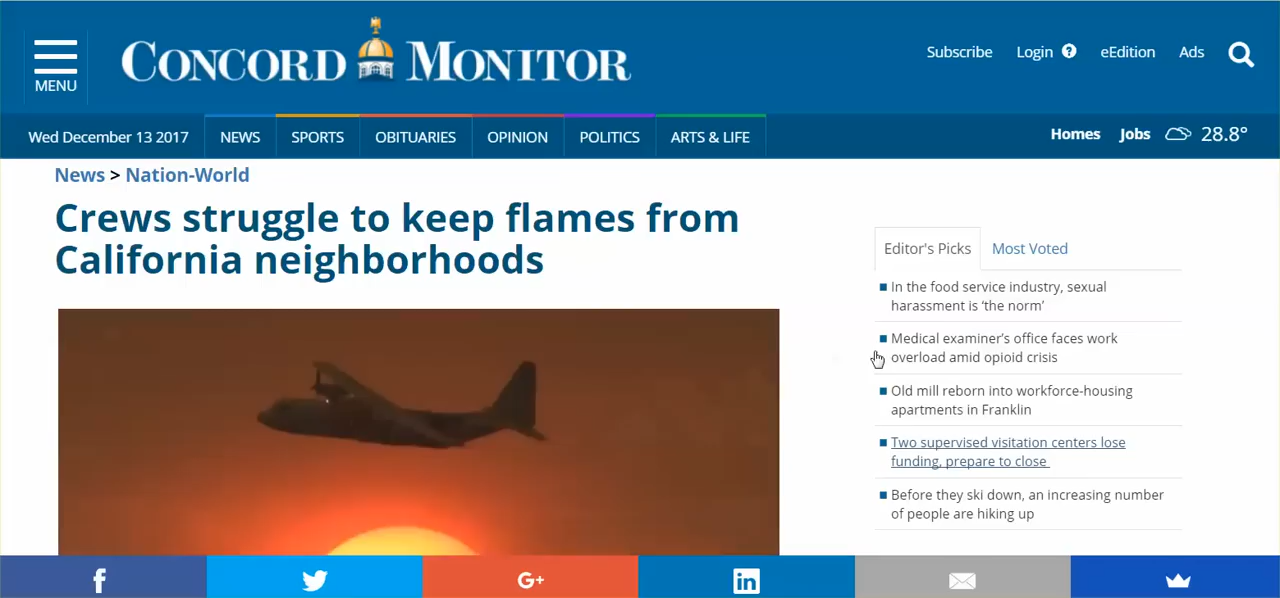 CONCORD MONITOR
MENU
Subscribe Login ? eEdition Ads
Wed December 13 2017 NEWS SPORTS OBITUARIES OPINION POLITICS ARTS & LIFE Homes Jobs 28.8°
News > Nation-World
Crews struggle to keep flames from
California neighborhoods
Editor's Picks Most Voted
In the food service industry, sexual
harassment is ‘the norm’
Medical examiner’s office faces work
overload amid opioid crisis
Old mill reborn into workforce-housing
apartments in Franklin
Two supervised visitation centers lose
funding, prepare to close
Before they ski down, an increasing number
of people are hiking up
f G+ in